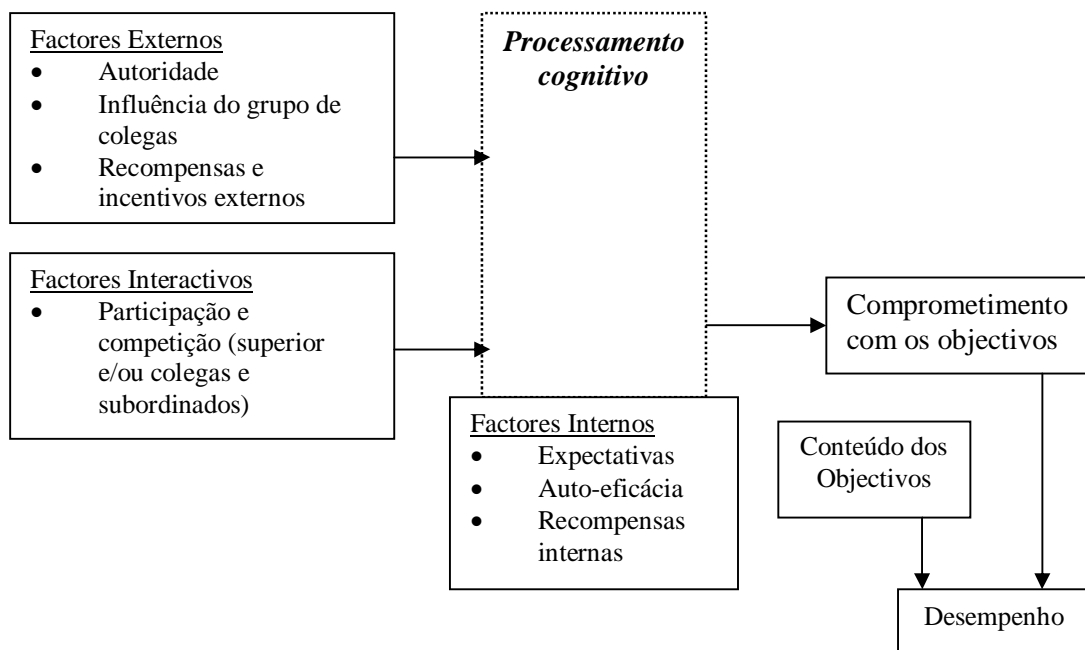 Factores Externos
• Autoridade
• Influência do grupo de
colegas
• Recompensas e
incentivos externos
Processamento
cognitivo
Factores Interactivos
• Participação e
competição (superior
e/ou colegas e
subordinados)
Comprometimento
com os objectivos
Factores Internos
• Expectativas
• Auto-eficácia
• Recompensas
internas
Conteúdo dos
Objectivos
Desempenho